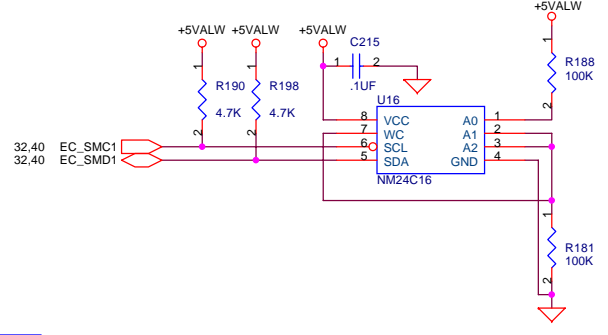 +5VALW
+5VALW +5VALW +5VALW
C215
1 2
.1UF
1
R188
100K
2
1 1
R190 R198
4.7K 4.7K
2 2
U16
8 VCC A0 1
7 WC A1 2
6 SCL A2 3
5 SDA GND 4
NM24C16
32,40 EC_SMC1
32,40 EC_SMD1
1
R181
100K
2